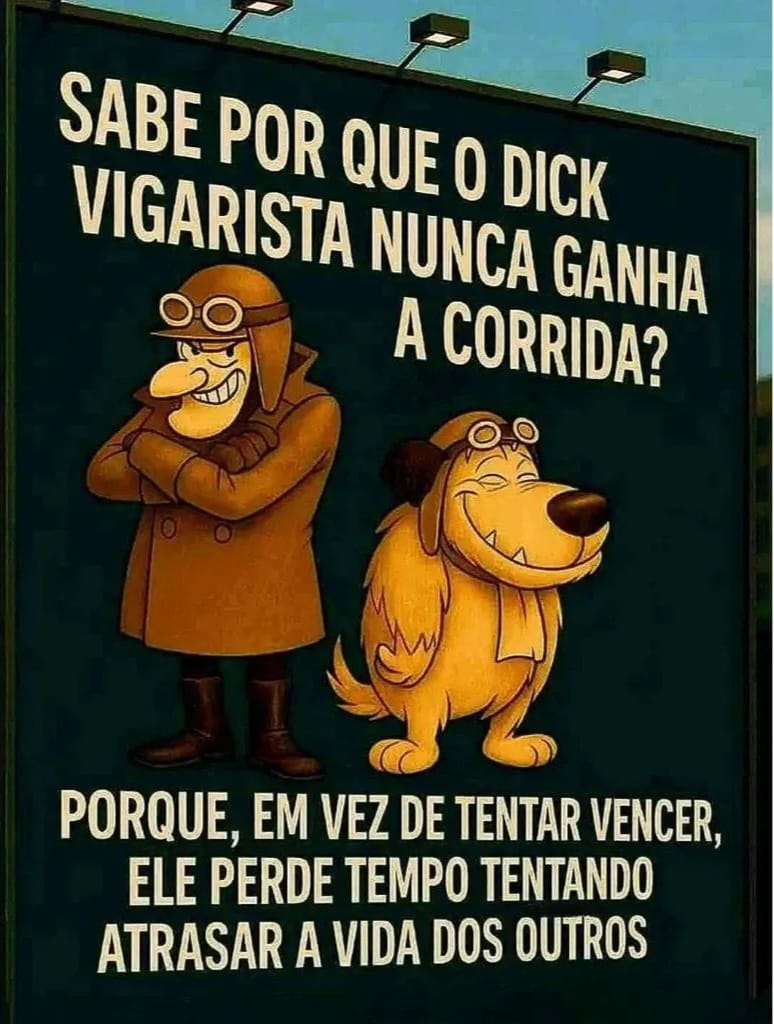 SABE POR QUE O DICK
VIGARISTA NUNCA GANHA
A CORRIDA?
PORQUE, EM VEZ DE TENTAR VENCER,
ELE PERDE TEMPO TENTANDO
ATRASAR A VIDA DOS OUTROS